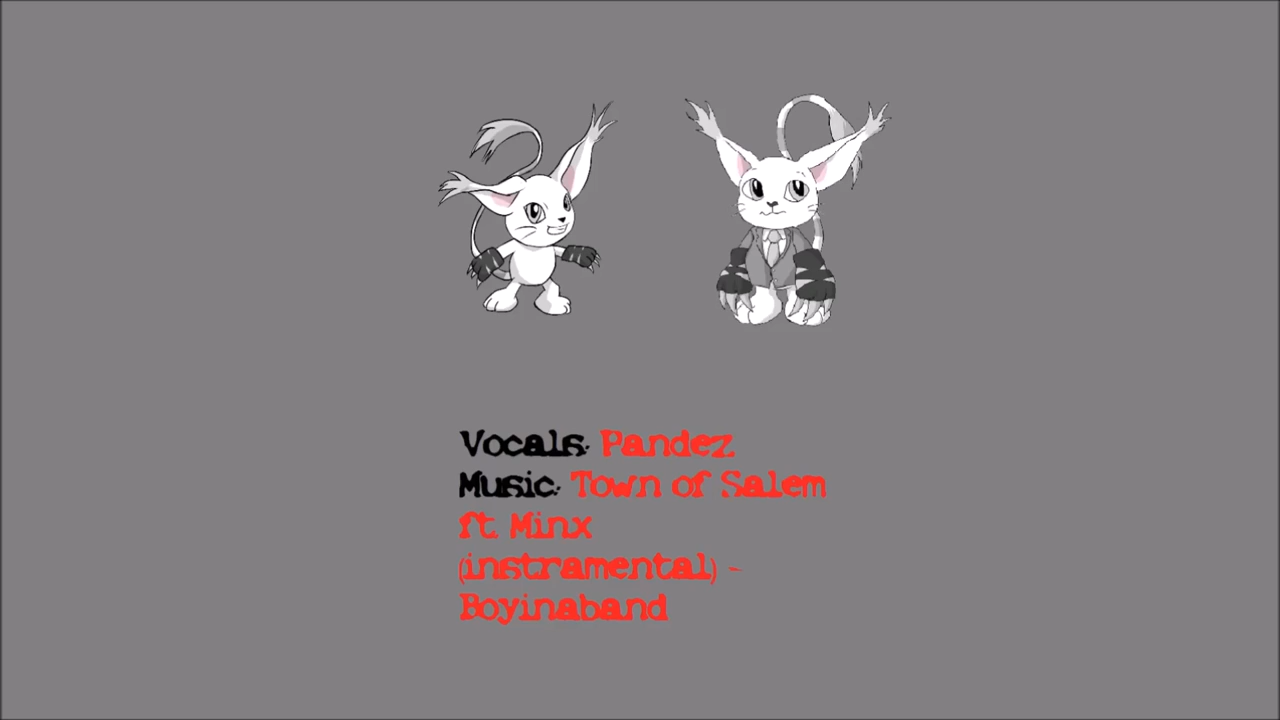 Vocals: Pandez
Music: Town of Salem
ft Minx
(instramental) -
Boyinaband